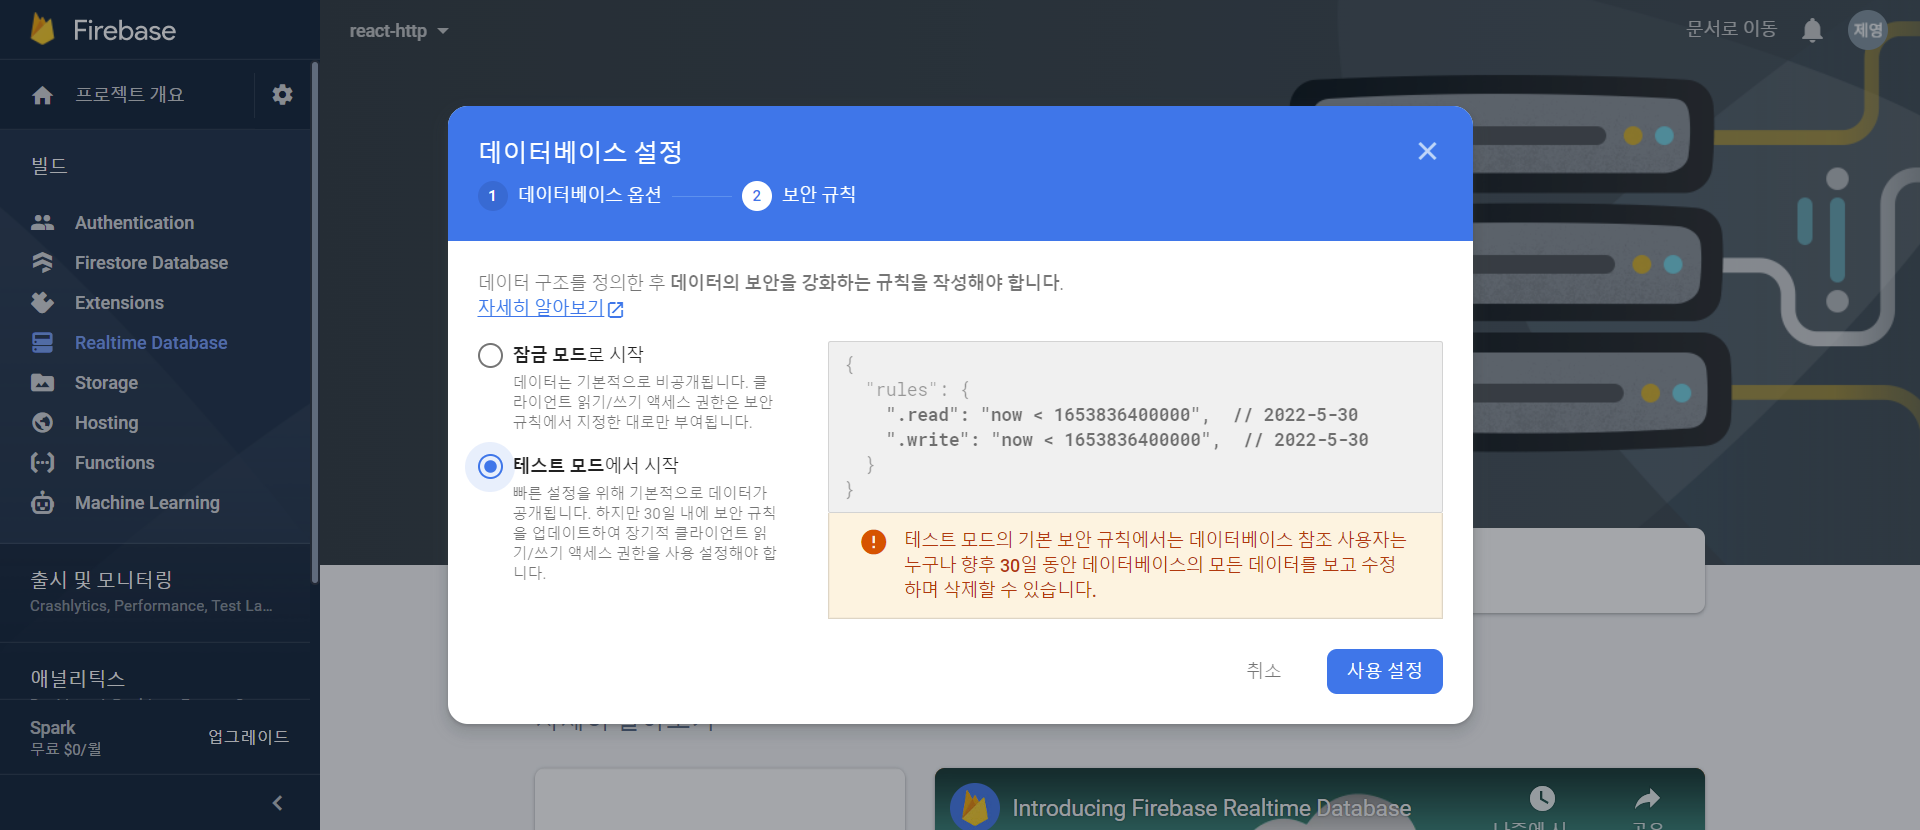 Firebase
react-http
문서로 이동
제영
프로젝트 개요
빌드
Authentication
Firestore Database
Extensions
Realtime Database
Storage
Hosting
Functions
Machine Learning
출시 및 모니터링
Crashlytics, Performance, Test La...
애널리틱스
Spark
무료 $0/월
업그레이드
데이터베이스 설정
1 데이터베이스 옵션
2 보안 규칙
데이터 구조를 정의한 후 데이터의 보안을 강화하는 규칙을 작성해야 합니다.
자세히 알아보기
잠금 모드로 시작
데이터는 기본적으로 비공개됩니다. 클
라이언트 읽기/쓰기 액세스 권한은 보안
규칙에서 지정한 대로만 부여됩니다.
테스트 모드에서 시작
빠른 설정을 위해 기본적으로 데이터가
공개됩니다. 하지만 30일 내에 보안 규칙
을 업데이트하여 장기적 클라이언트 읽
기/쓰기 액세스 권한을 사용 설정해야 합
니다.
{
"rules": {
".read": "now < 1653836400000",  // 2022-5-30
".write": "now < 1653836400000",  // 2022-5-30
}
}
테스트 모드의 기본 보안 규칙에서는 데이터베이스 참조 사용자는
누구나 향후 30일 동안 데이터베이스의 모든 데이터를 보고 수정
하며 삭제할 수 있습니다.
취소
사용 설정
Introducing Firebase Realtime Database